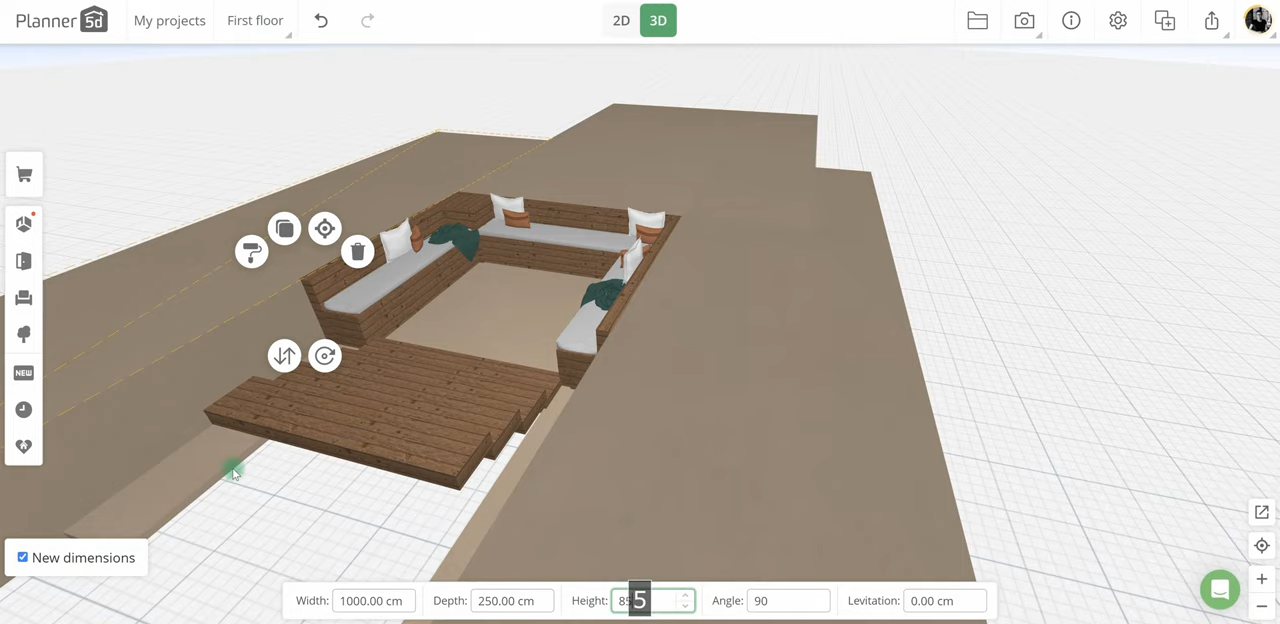 Planner 5d My projects First floor 2D 3D
NEW
New dimensions
Width: 1000.00 cm Depth: 250.00 cm Height: 85 Angle: 90 Levitation: 0.00 cm
5